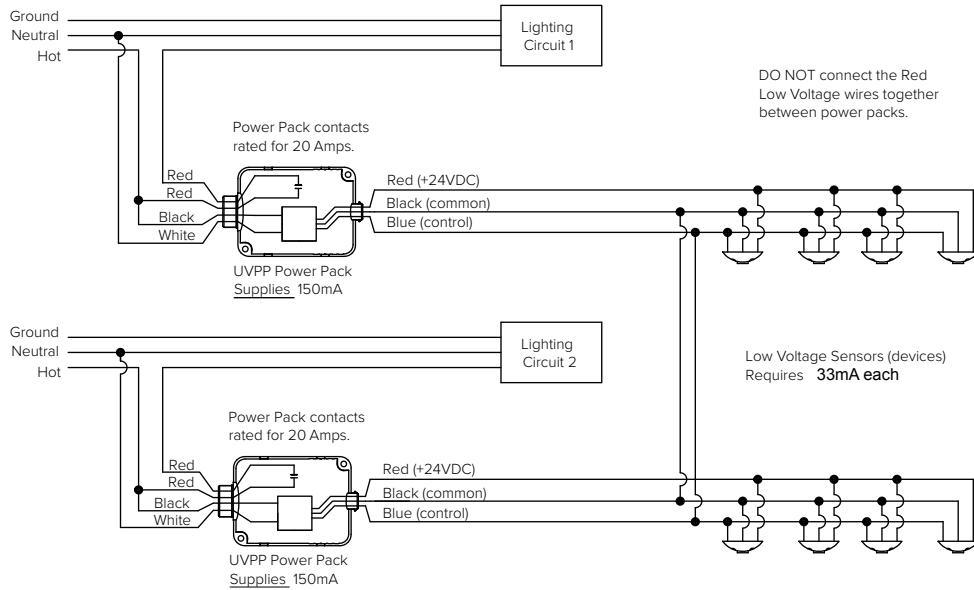 Ground
Neutral
Hot
Lighting
Circuit 1
DO NOT connect the Red
Low Voltage wires together
between power packs.
Power Pack contacts
rated for 20 Amps.
Red
Red
Black
White
Red (+24VDC)
Black (common)
Blue (control)
UVPP Power Pack
Supplies 150mA
Ground
Neutral
Hot
Lighting
Circuit 2
Low Voltage Sensors (devices)
Requires 33mA each
Power Pack contacts
rated for 20 Amps.
Red
Red
Black
White
Red (+24VDC)
Black (common)
Blue (control)
UVPP Power Pack
Supplies 150mA